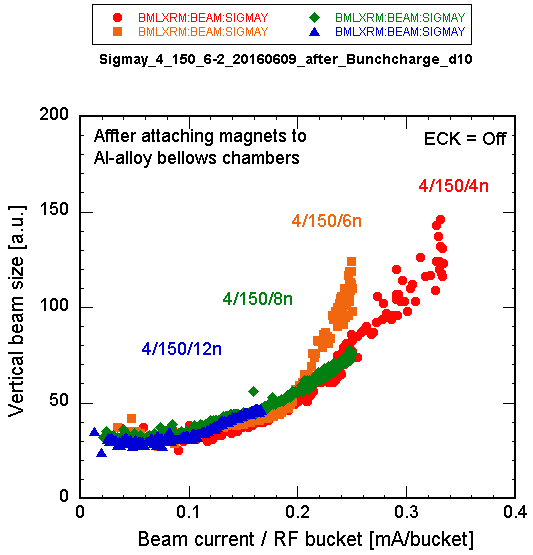 BMLXRM:BEAM:SIGMAY BMLXRM:BEAM:SIGMAY
BMLXRM:BEAM:SIGMAY BMLXRM:BEAM:SIGMAY
Sigmay_4_150_6-2_20160609_after_Bunchcharge_d10
200
Affter attaching magnets to
Al-alloy bellows chambers
ECK = Off
150
4/150/4n
4/150/6n
4/150/8n
100
4/150/12n
50
0
Vertical beam size [a.u.]
0 0.1 0.2 0.3 0.4
Beam current / RF bucket [mA/bucket]